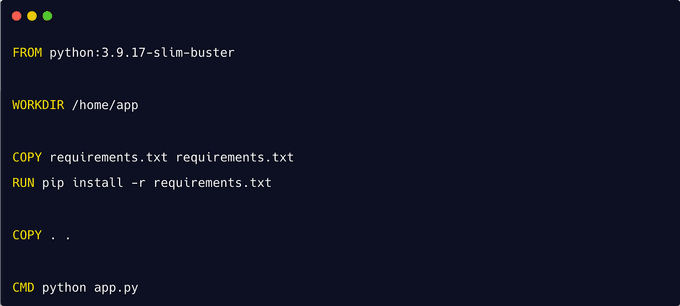 FROM python:3.9.17-slim-buster
WORKDIR /home/app
COPY requirements.txt requirements.txt
RUN pip install -r requirements.txt
COPY . .
CMD python app.py